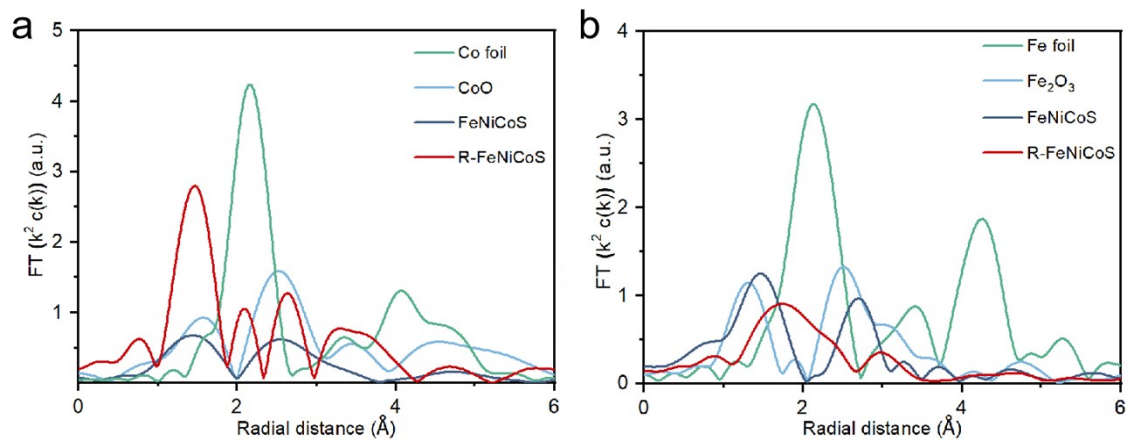 a
5
4
3
2
1
0
0
2
4
6
FT (k² c(k)) (a.u.)
Radial distance (Å)
Co foil
CoO
FeNiCoS
R-FeNiCoS
b
4
3
2
1
0
0
2
4
6
FT (k² c(k)) (a.u.)
Radial distance (Å)
Fe foil
Fe₂O₃
FeNiCoS
R-FeNiCoS